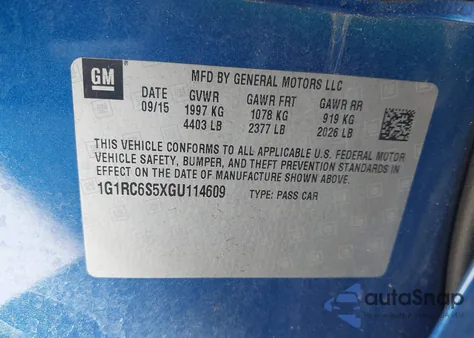 GM
MFD BY GENERAL MOTORS LLC
DATE GVWR GAWR FRT GAWR RR
09/15 1997 KG 1078 KG 919 KG
4403 LB 2377 LB 2026 LB
THIS VEHICLE CONFORMS TO ALL APPLICABLE U.S. FEDERAL MOTOR
VEHICLE SAFETY, BUMPER, AND THEFT PREVENTION STANDARDS IN
EFFECT ON THE DATE OF MANUFACTURE SHOWN ABOVE.
1G1RC6S5XGU114609 TYPE: PASS CAR
autoSnap